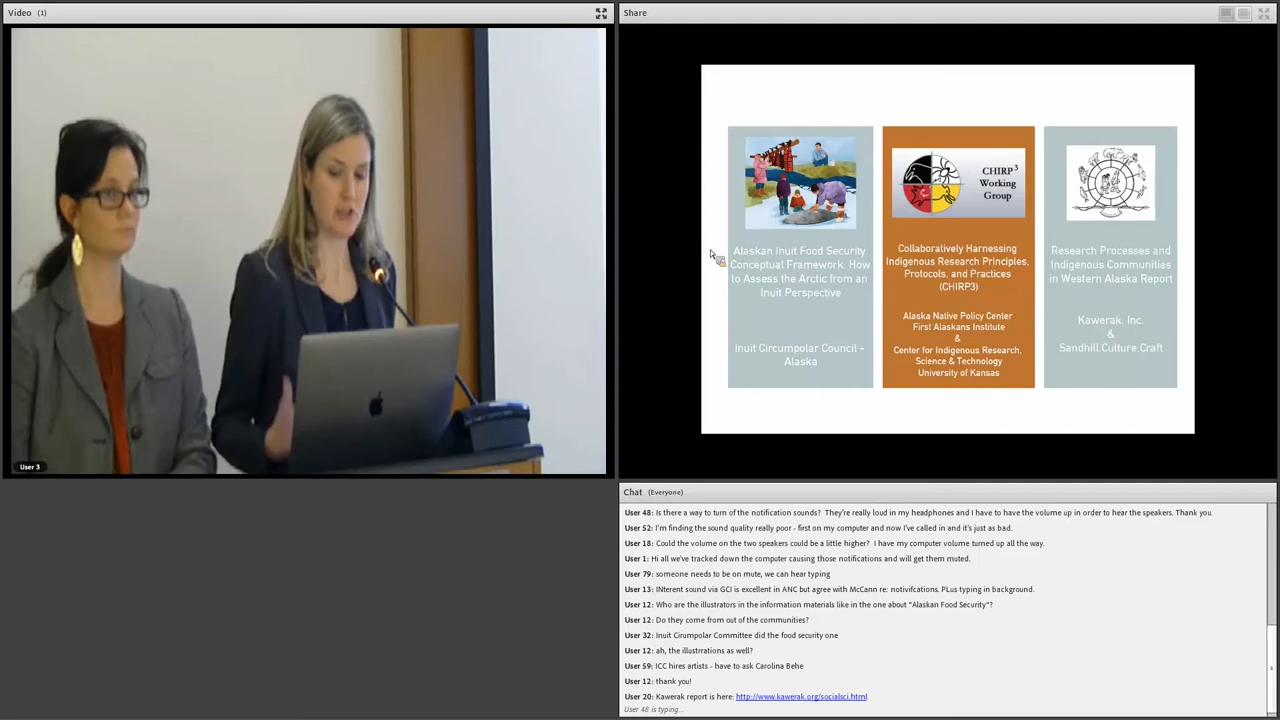 Video (1)
User 3
Share
Alaskan Inuit Food Security
Conceptual Framework: How
to Assess the Arctic from an
Inuit Perspective
Inuit Circumpolar Council –
Alaska
CHIRP3
Working
Group
Collaboratively Harnessing
Indigenous Research Principles,
Protocols, and Practices
(CHIRP3)
Alaska Native Policy Center
First Alaskans Institute
&
Center for Indigenous Research,
Science & Technology
University of Kansas
Research Processes and
Indigenous Communities
in Western Alaska Report
Kawerak, Inc.
&
Sandhill.Culture.Craft
Chat (Everyone)
User 48: Is there a way to turn of the notification sounds? They're really loud in my headphones and I have to have the volume up in order to hear the speakers. Thank you.
User 52: I'm finding the sound quality really poor - first on my computer and now I've called in and it's just as bad.
User 18: Could the volume on the two speakers could be a little higher? I have my computer volume turned up all the way.
User 1: Hi all we've tracked down the computer causing those notifications and will get them muted.
User 79: someone needs to be on mute, we can hear typing
User 13: INterent sound via GCI is excellent in ANC but agree with McCann re: notivifcations. PLus typing in background.
User 12: Who are the illustrators in the information materials like in the one about "Alaskan Food Security"?
User 12: Do they come from out of the communities?
User 32: Inuit Cirumpolar Committee did the food security one
User 12: ah, the illustrrations as well?
User 59: ICC hires artists - have to ask Carolina Behe
User 12: thank you!
User 20: Kawerak report is here: http://www.kawerak.org/socialsci.html
User 48 is typing...